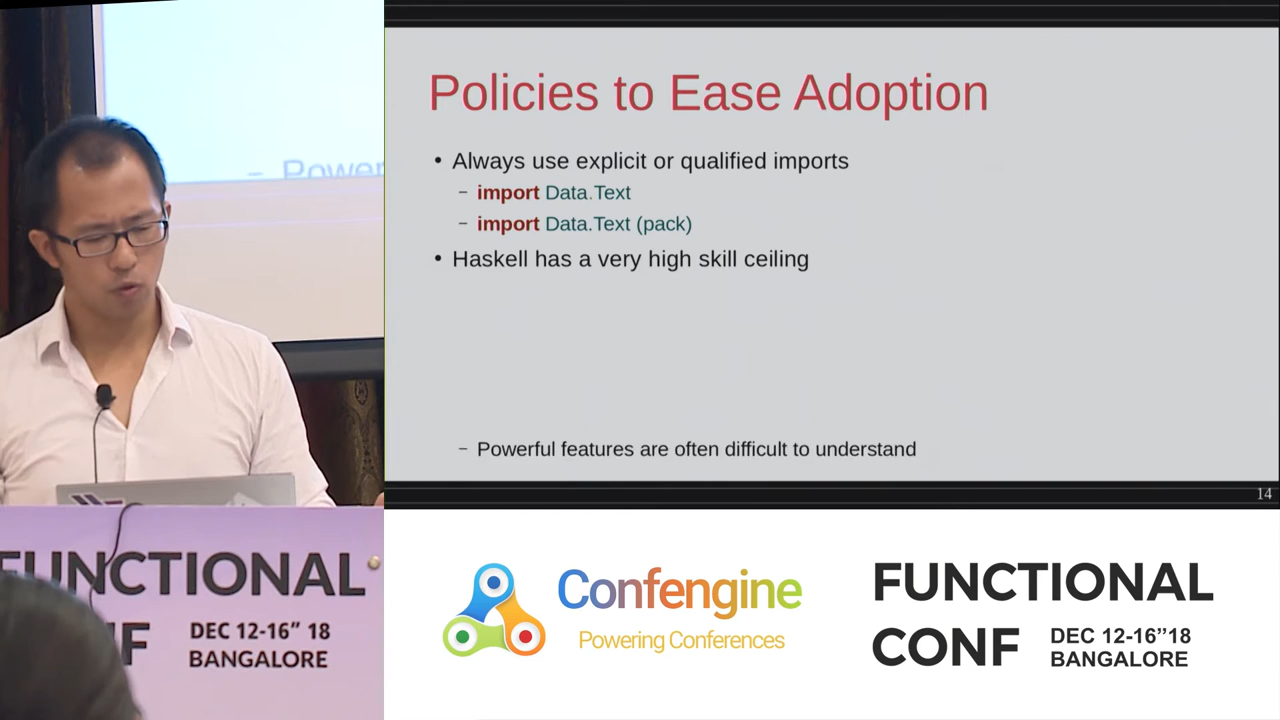 – Power
Policies to Ease Adoption
• Always use explicit or qualified imports
– import Data.Text
– import Data.Text (pack)
• Haskell has a very high skill ceiling
– Powerful features are often difficult to understand
14
FUNCTIONAL
NF DEC 12-16" 18
BANGALORE
Confengine
Powering Conferences
FUNCTIONAL
CONF DEC 12-16"18
BANGALORE